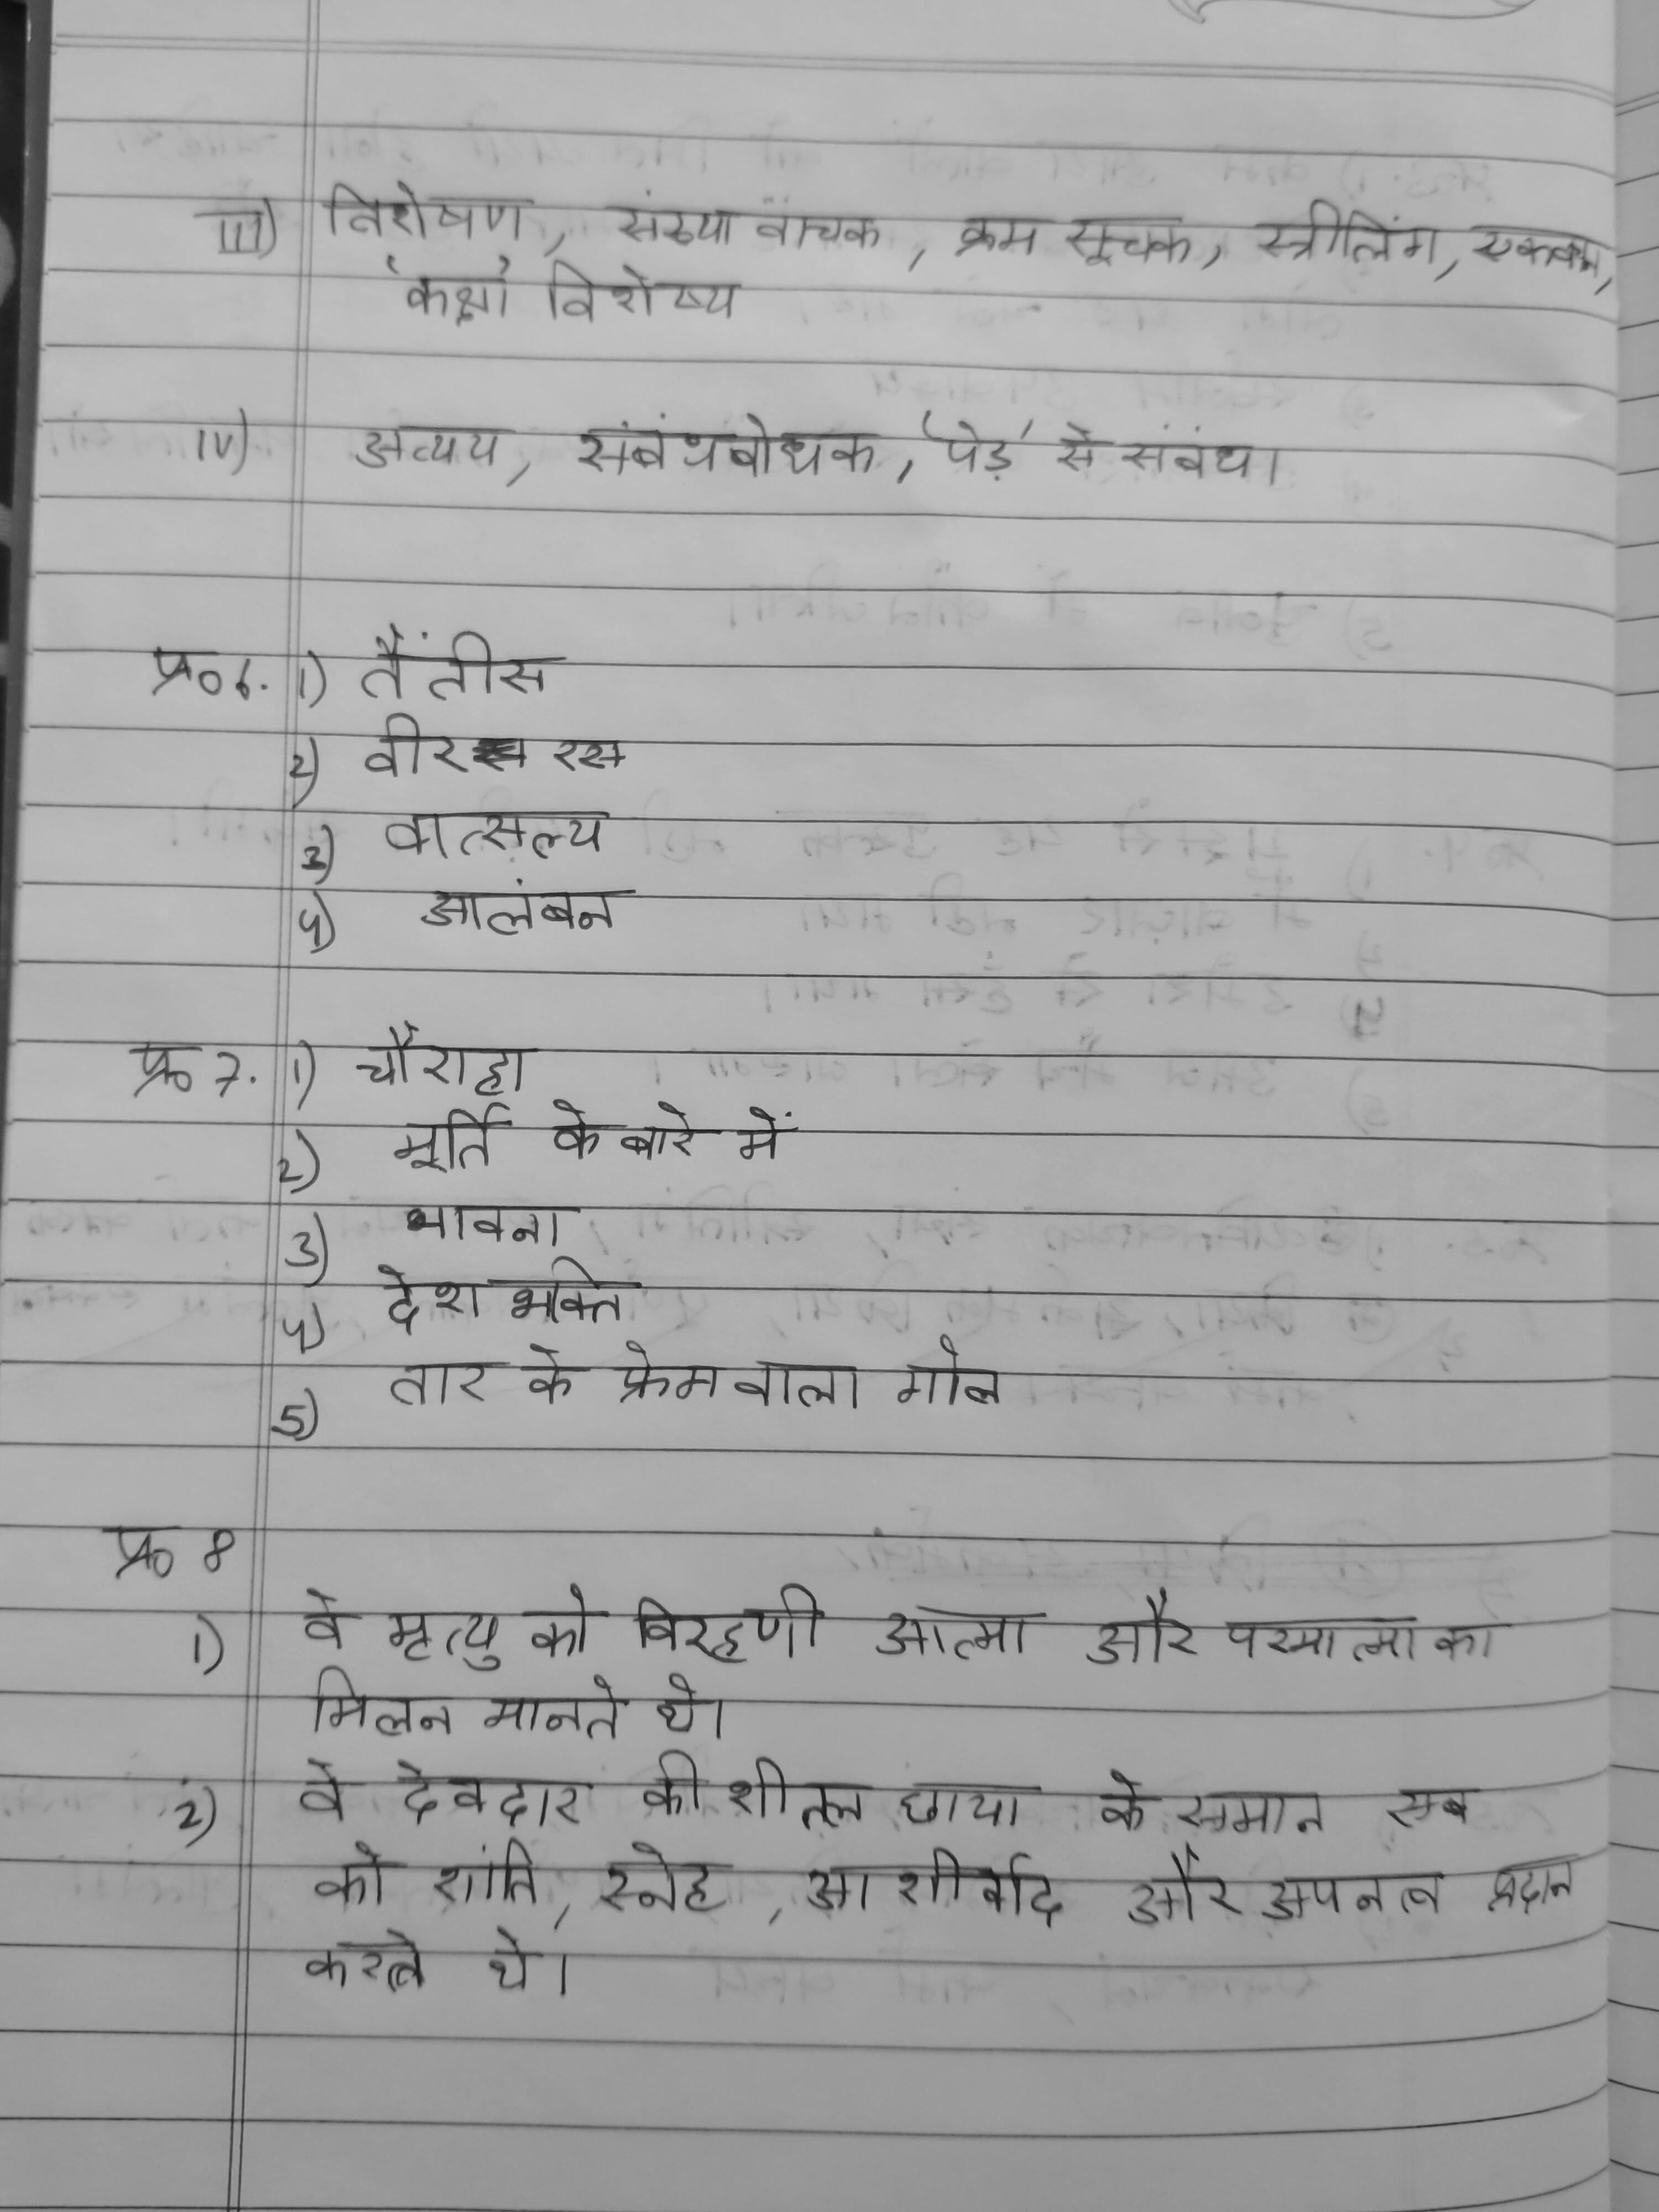 III) विशेषण, संख्यावाचक, क्रम सूचक, स्त्रीलिंग,
'कक्षा' विशेष्य
IV) अव्यय, संबंधबोधक, 'पेड़' से संबंध।
प्र०6. 1) तैंतीस
2) वीर रस
3) वात्सल्य
4) आलंबन
प्र०7. 1) चौराहा
2) मूर्ति के बारे में
3) भावना
4) देश भक्ति
5) तार के फ्रेमवाला गोल
प्र० 8
1) वे मृत्यु को विरहणी आत्मा और परमात्मा का
मिलन मानते थे।
2) वे देवदार की शीतल छाया के समान सब
को शांति, स्नेह, आशीर्वाद और अपनत्व प्रदान
करते थे।